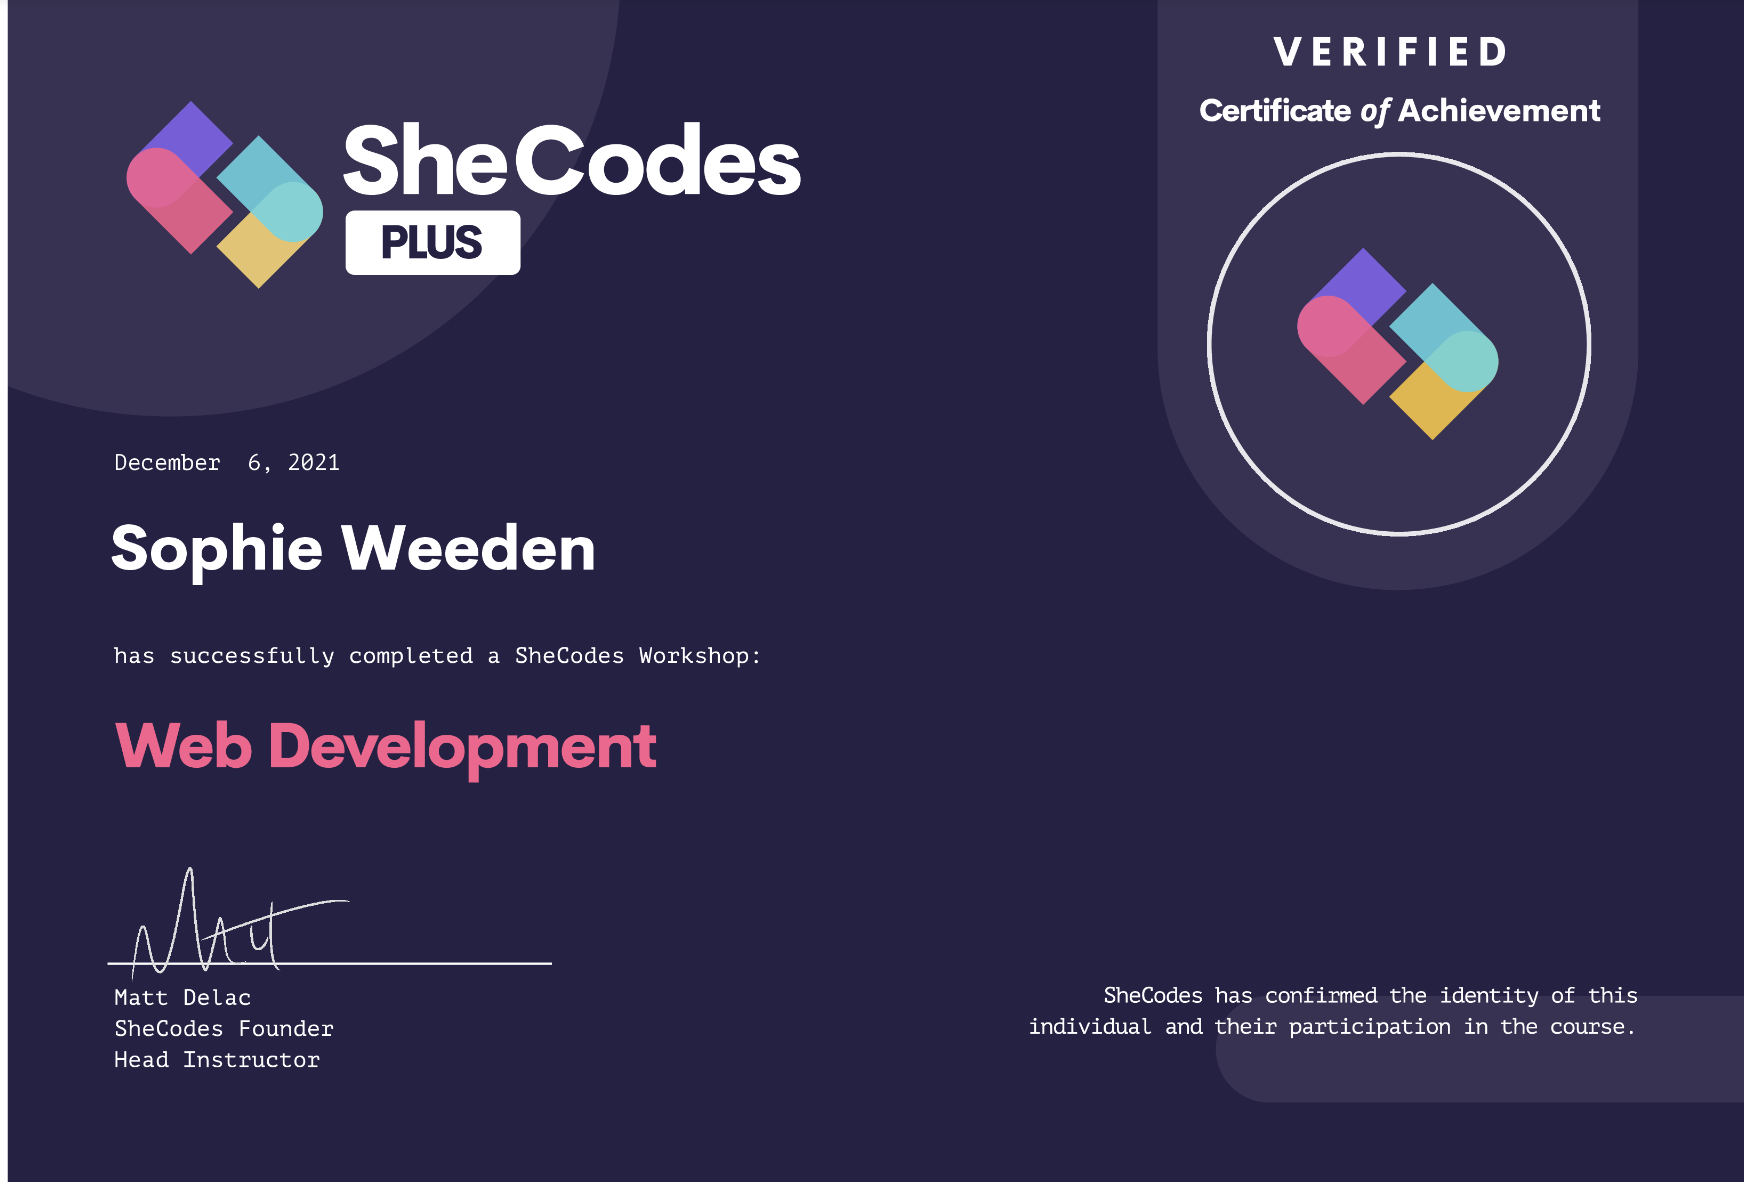 SheCodes
PLUS
VERIFIED
Certificate of Achievement
December  6, 2021
Sophie Weeden
has successfully completed a SheCodes Workshop:
Web Development
Matt
Matt Delac
SheCodes Founder
Head Instructor
SheCodes has confirmed the identity of this
individual and their participation in the course.